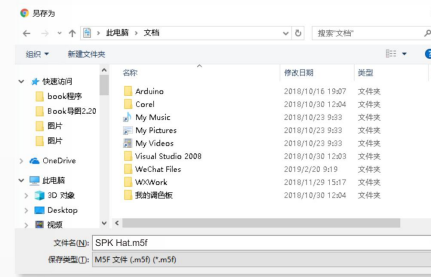 另存为
此电脑 > 文档
搜索"文档"
组织 新建文件夹
名称 修改日期 类型
快速访问
book程序
Book导图2.20
图片
图片
OneDrive
此电脑
3D 对象
Desktop
视频
Arduino 2018/10/16 19:07 文件夹
Corel 2018/10/30 12:04 文件夹
My Music 2018/10/23 9:33 文件夹
My Pictures 2018/10/23 9:33 文件夹
My Videos 2018/10/23 9:33 文件夹
Visual Studio 2008 2018/10/30 12:03 文件夹
WeChat Files 2019/2/20 9:19 文件夹
WXWork 2018/11/29 15:17 文件夹
我的调色板 2018/10/30 12:04 文件夹
文件名(N): SPK Hat.m5f
保存类型(T): M5F 文件 (.m5f) (*.m5f)